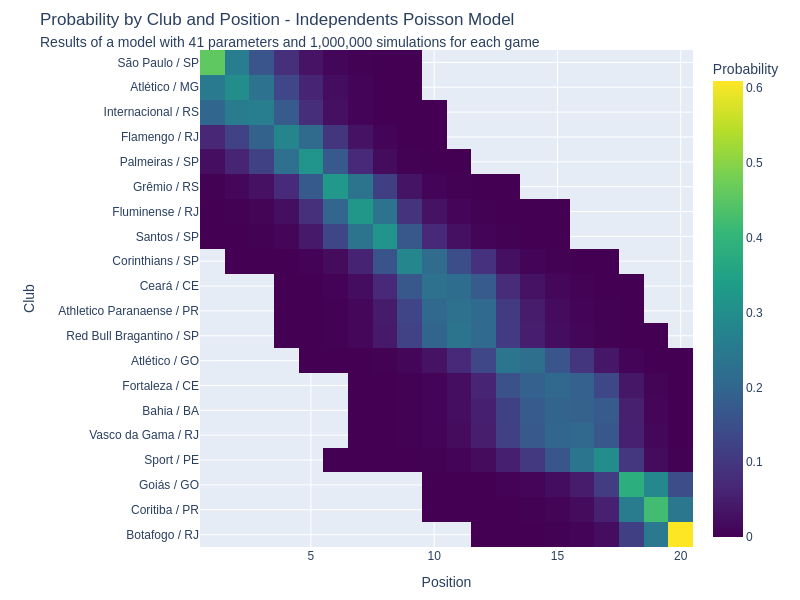 Probability by Club and Position - Independents Poisson Model
Results of a model with 41 parameters and 1,000,000 simulations for each game
Probability
São Paulo / SP
Atlético / MG
Internacional / RS
Flamengo / RJ
Palmeiras / SP
Grêmio / RS
Fluminense / RJ
Santos / SP
Corinthians / SP
Ceará / CE
Athletico Paranaense / PR
Red Bull Bragantino / SP
Atlético / GO
Fortaleza / CE
Bahia / BA
Vasco da Gama / RJ
Sport / PE
Goiás / GO
Coritiba / PR
Botafogo / RJ
Club
5 10 15 20
Position
0.6
0.5
0.4
0.3
0.2
0.1
0